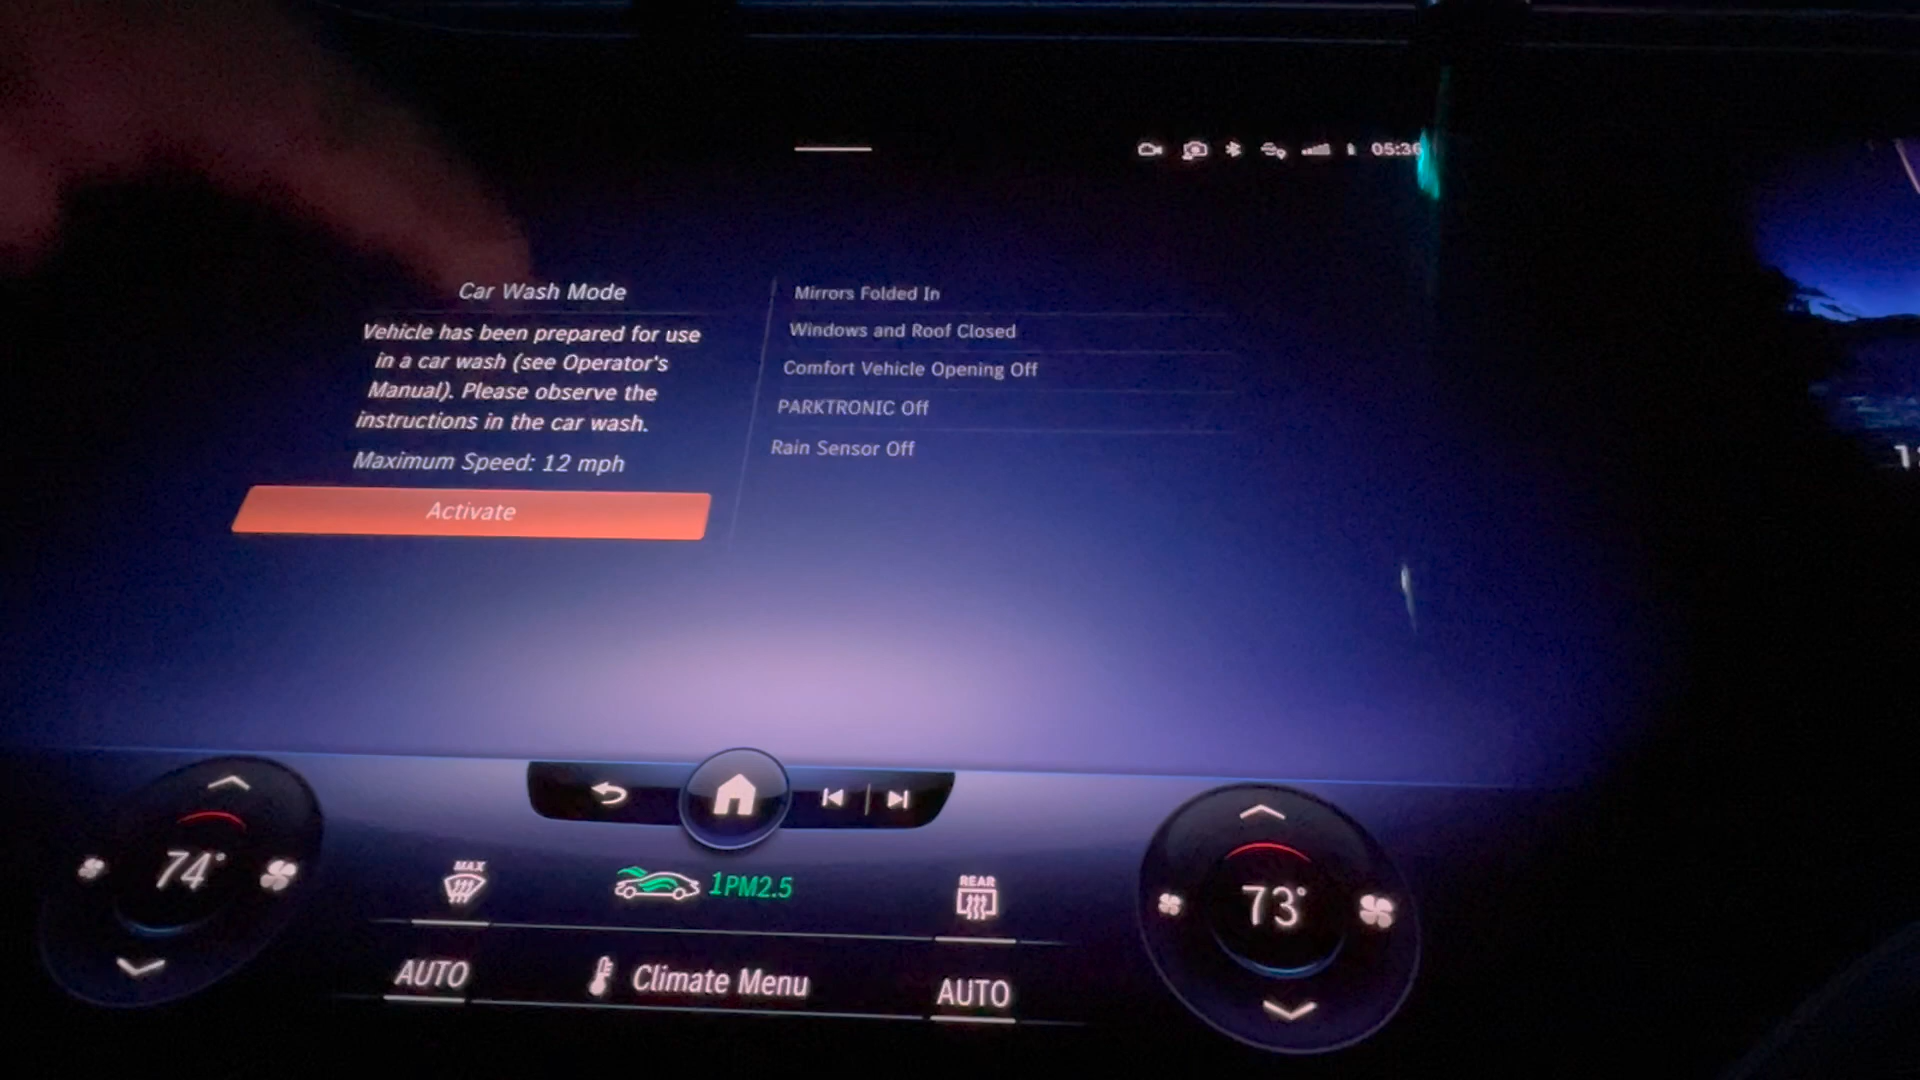 05:36
Car Wash Mode
Vehicle has been prepared for use
in a car wash (see Operator's
Manual). Please observe the
instructions in the car wash.
Maximum Speed: 12 mph
Activate
Mirrors Folded In
Windows and Roof Closed
Comfort Vehicle Opening Off
PARKTRONIC Off
Rain Sensor Off
74°
MAX
1PM2.5
REAR
73°
AUTO
Climate Menu
AUTO